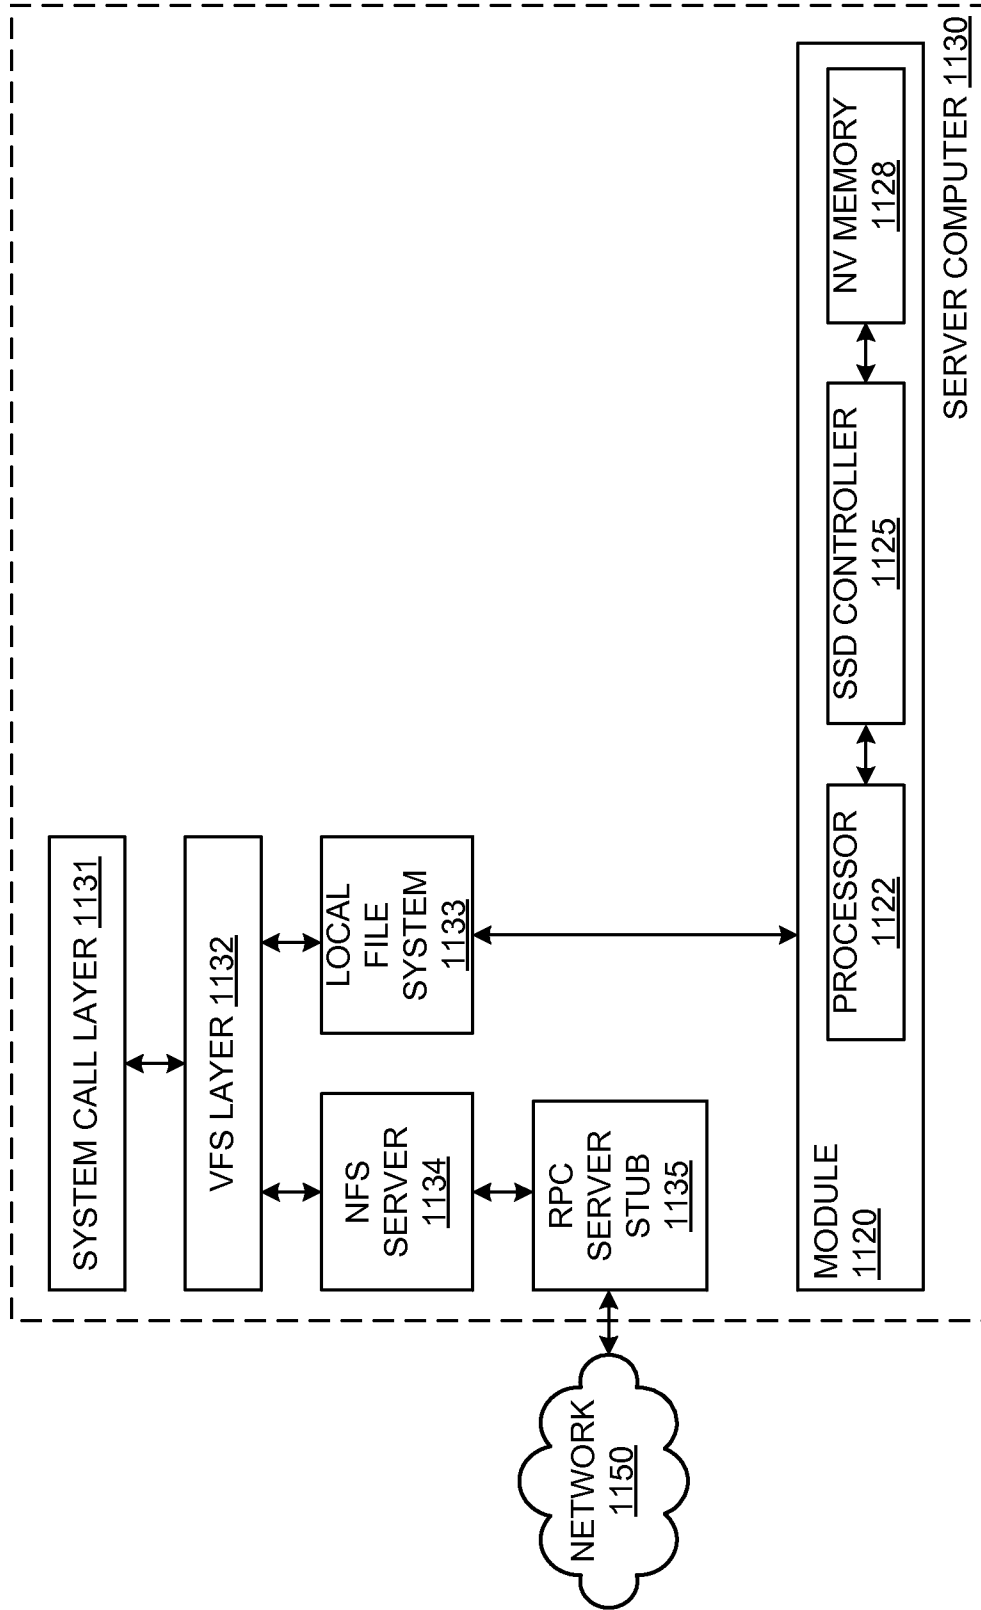 SYSTEM CALL LAYER 1131
VFS LAYER 1132
NFS
SERVER
1134
LOCAL
FILE
SYSTEM
1133
RPC
SERVER
STUB
1135
NETWORK
1150
MODULE
1120
PROCESSOR
1122
SSD CONTROLLER
1125
NV MEMORY
1128
SERVER COMPUTER 1130